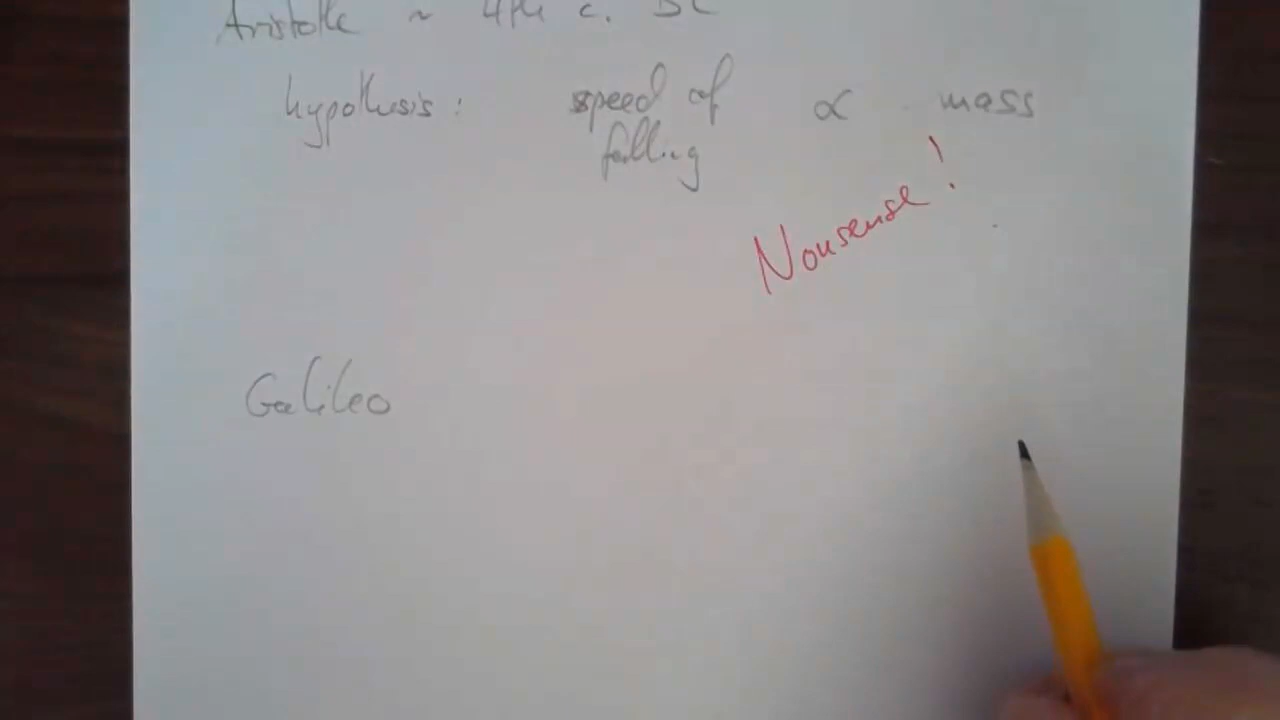 Aristotle ~ 4th c. BC
hypothesis: speed of ∝ mass
falling
Nonsense!
Galileo